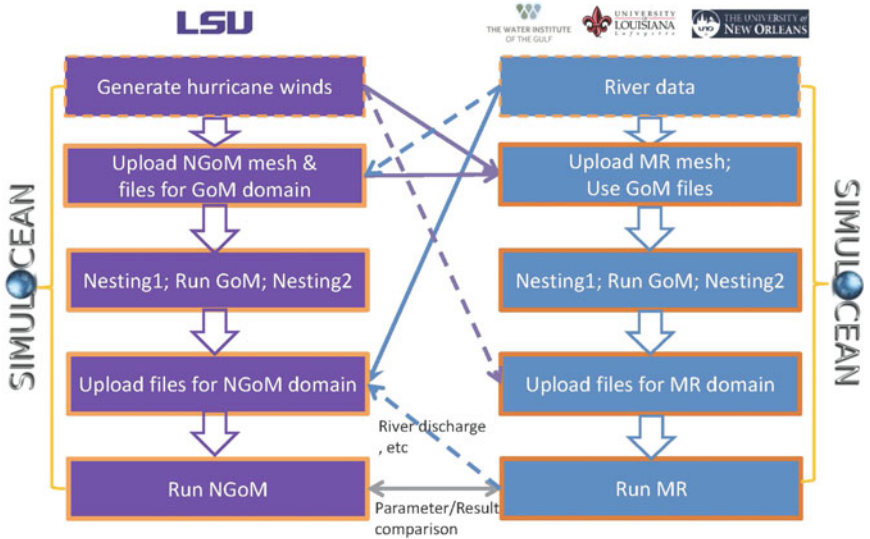 LSU
THE WATER INSTITUTE
OF THE GULF
UNIVERSITY of
LOUISIANA
Lafayette
THE UNIVERSITY of
NEW ORLEANS
Generate hurricane winds
River data
Upload NGoM mesh &
files for GoM domain
Upload MR mesh;
Use GoM files
Nesting1; Run GoM; Nesting2
Nesting1; Run GoM; Nesting2
Upload files for NGoM domain
Upload files for MR domain
River discharge
, etc
Run NGoM
Run MR
Parameter/Result
comparison
SIMULOCEAN
SIMULOCEAN